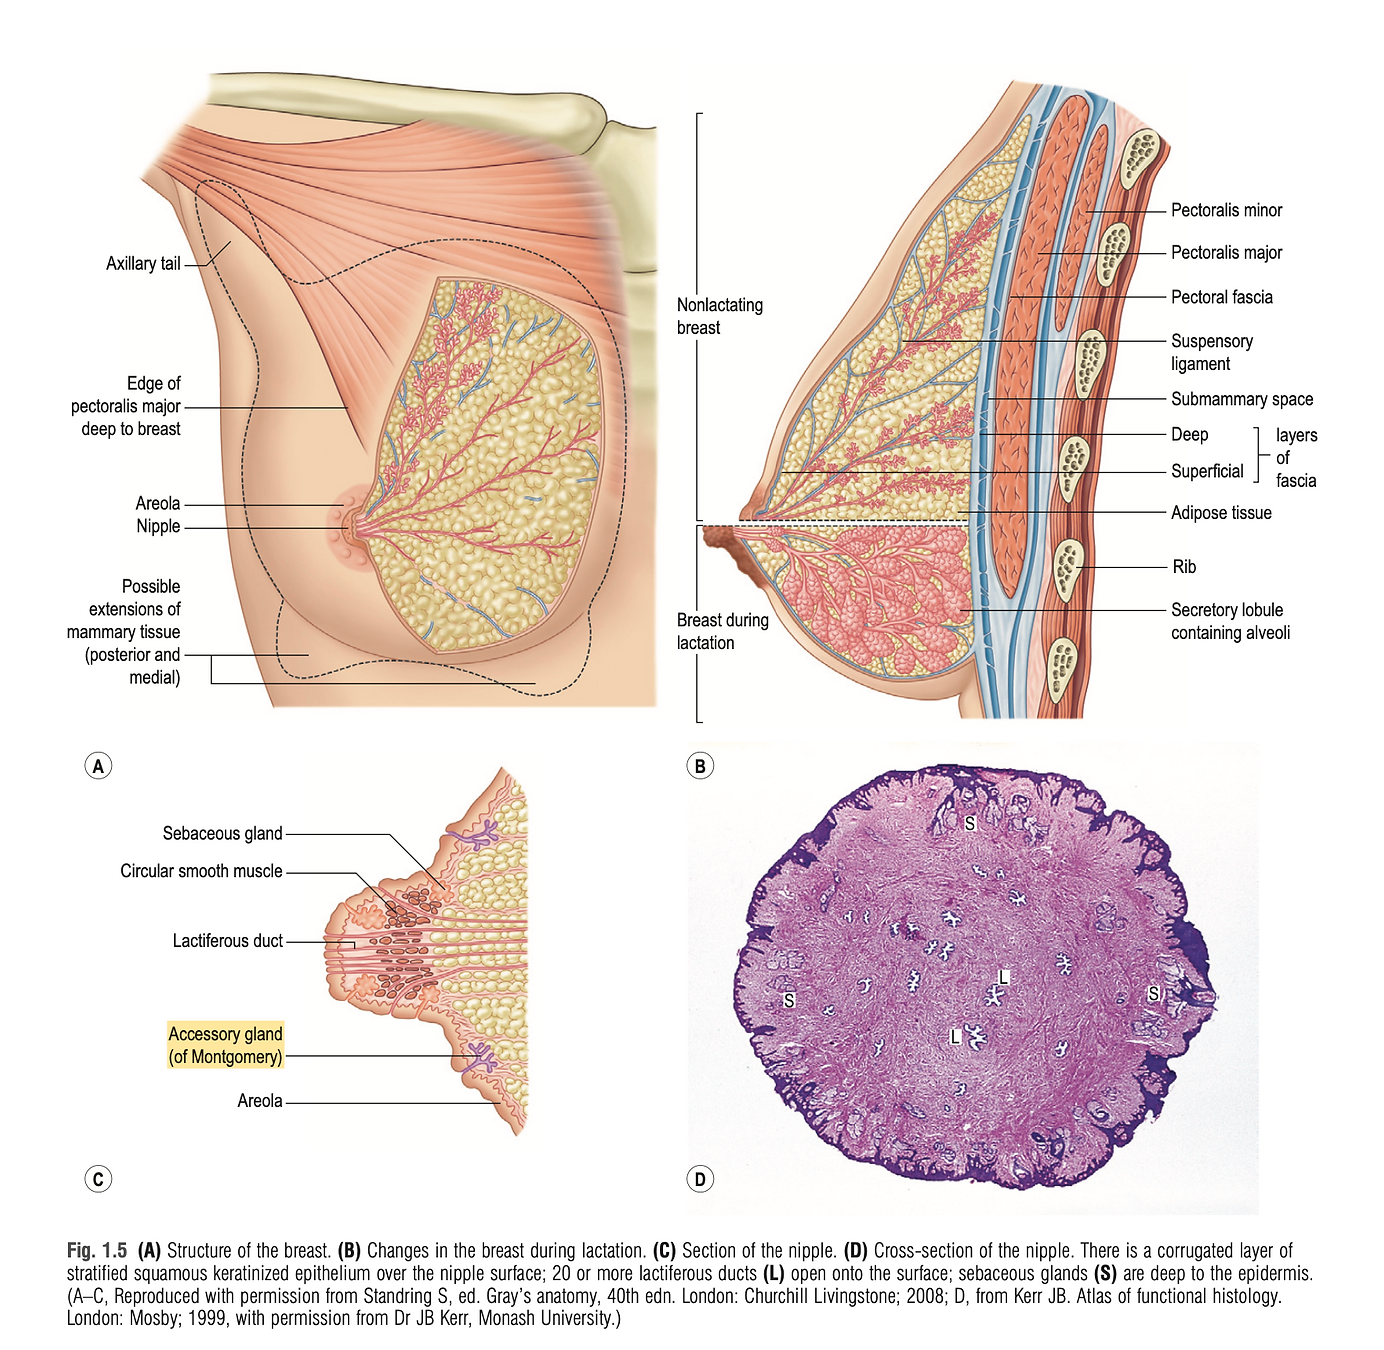 Axillary tail
Edge of
pectoralis major
deep to breast
Areola
Nipple
Possible
extensions of
mammary tissue
(posterior and
medial)
A
Nonlactating
breast
Breast during
lactation
Pectoralis minor
Pectoralis major
Pectoral fascia
Suspensory
ligament
Submammary space
Deep
Superficial
layers
of
fascia
Adipose tissue
Rib
Secretory lobule
containing alveoli
B
Sebaceous gland
Circular smooth muscle
Lactiferous duct
Accessory gland
(of Montgomery)
Areola
C
S
L
S
S
L
D
Fig. 1.5 (A) Structure of the breast. (B) Changes in the breast during lactation. (C) Section of the nipple. (D) Cross-section of the nipple. There is a corrugated layer of
stratified squamous keratinized epithelium over the nipple surface; 20 or more lactiferous ducts (L) open onto the surface; sebaceous glands (S) are deep to the epidermis.
(A–C, Reproduced with permission from Standring S, ed. Gray's anatomy, 40th edn. London: Churchill Livingstone; 2008; D, from Kerr JB. Atlas of functional histology.
London: Mosby; 1999, with permission from Dr JB Kerr, Monash University.)